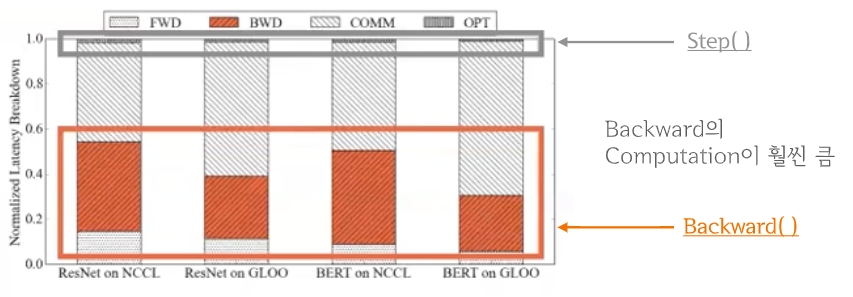 FWD BWD COMM OPT
Normalized Latency Breakdown
1.0
0.8
0.6
0.4
0.2
0.0
ResNet on NCCL ResNet on GLOO BERT on NCCL BERT on GLOO
Step( )
Backward의
Computation이 훨씬 큼
Backward( )